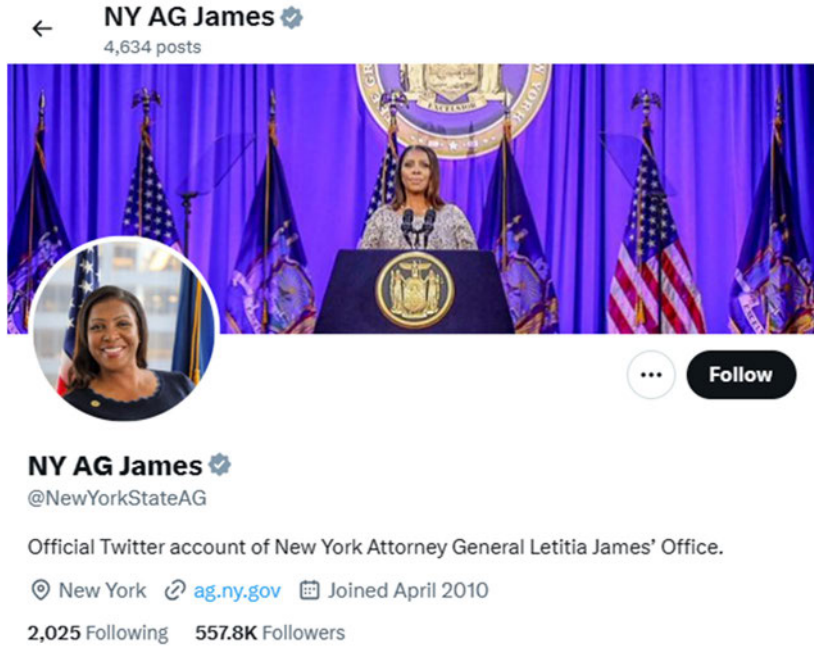 NY AG James
4,634 posts
EXCELSIOR
Follow
NY AG James
@NewYorkStateAG
Official Twitter account of New York Attorney General Letitia James' Office.
New York ag.ny.gov Joined April 2010
2,025 Following 557.8K Followers